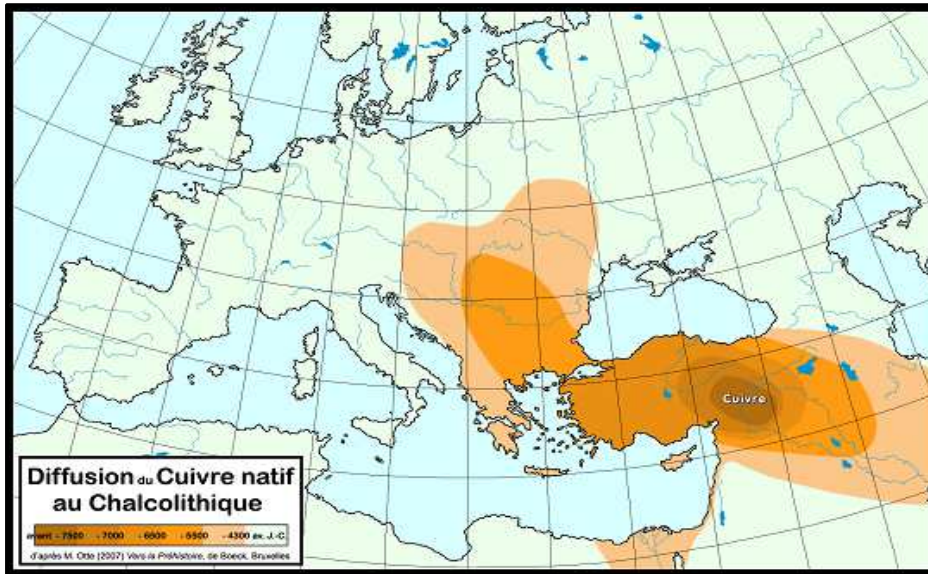 Cuivre
Diffusion du Cuivre natif
au Chalcolithique
avant - 7500 - 7000 - 6500 - 5500 - 4300 av. J.-C.
d'après M. Otte (2007) Vers la Préhistoire, de Boeck, Bruxelles